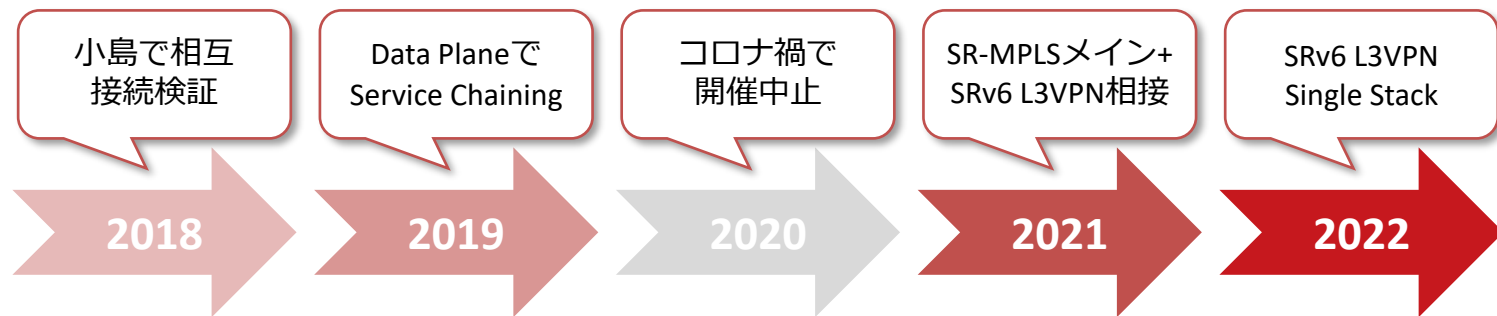 小島で相互
接続検証
Data Planeで
Service Chaining
コロナ禍で
開催中止
SR-MPLSメイン+
SRv6 L3VPN相接
SRv6 L3VPN
Single Stack
2018
2019
2020
2021
2022